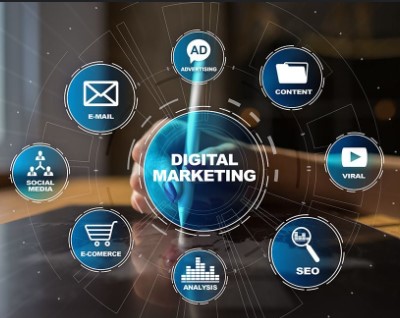 AD
ADVERTISING
E-MAIL
CONTENT
DIGITAL
MARKETING
SOCIAL
MEDIA
VIRAL
E-COMERCE
SEO
ANALYSIS